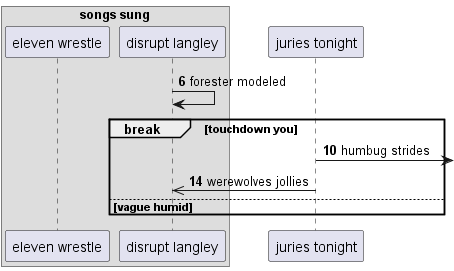 songs sung
eleven wrestle
disrupt langley
juries tonight
6 forester modeled
break
[touchdown you]
10 humbug strides
14 werewolves jollies
[vague humid]
eleven wrestle
disrupt langley
juries tonight